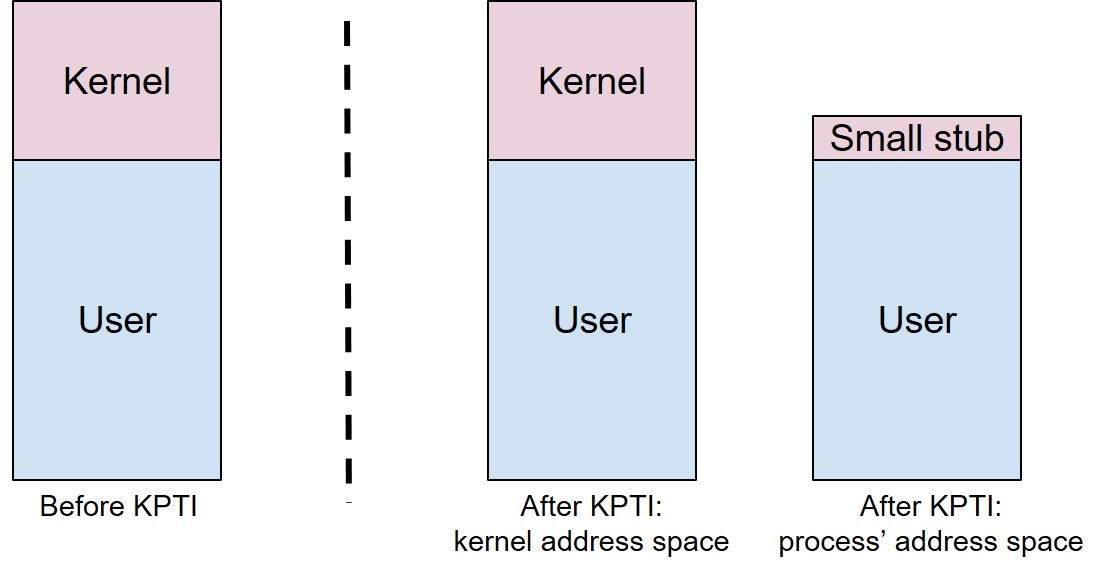 Kernel
User
Before KPTI
Kernel
User
After KPTI:
kernel address space
Small stub
User
After KPTI:
process’ address space